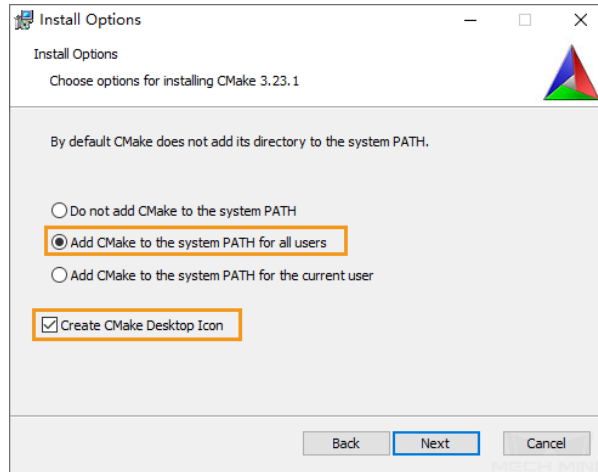 Install Options
Install Options
Choose options for installing CMake 3.23.1
By default CMake does not add its directory to the system PATH.
Do not add CMake to the system PATH
Add CMake to the system PATH for all users
Add CMake to the system PATH for the current user
Create CMake Desktop Icon
Back Next Cancel
MECH MIND